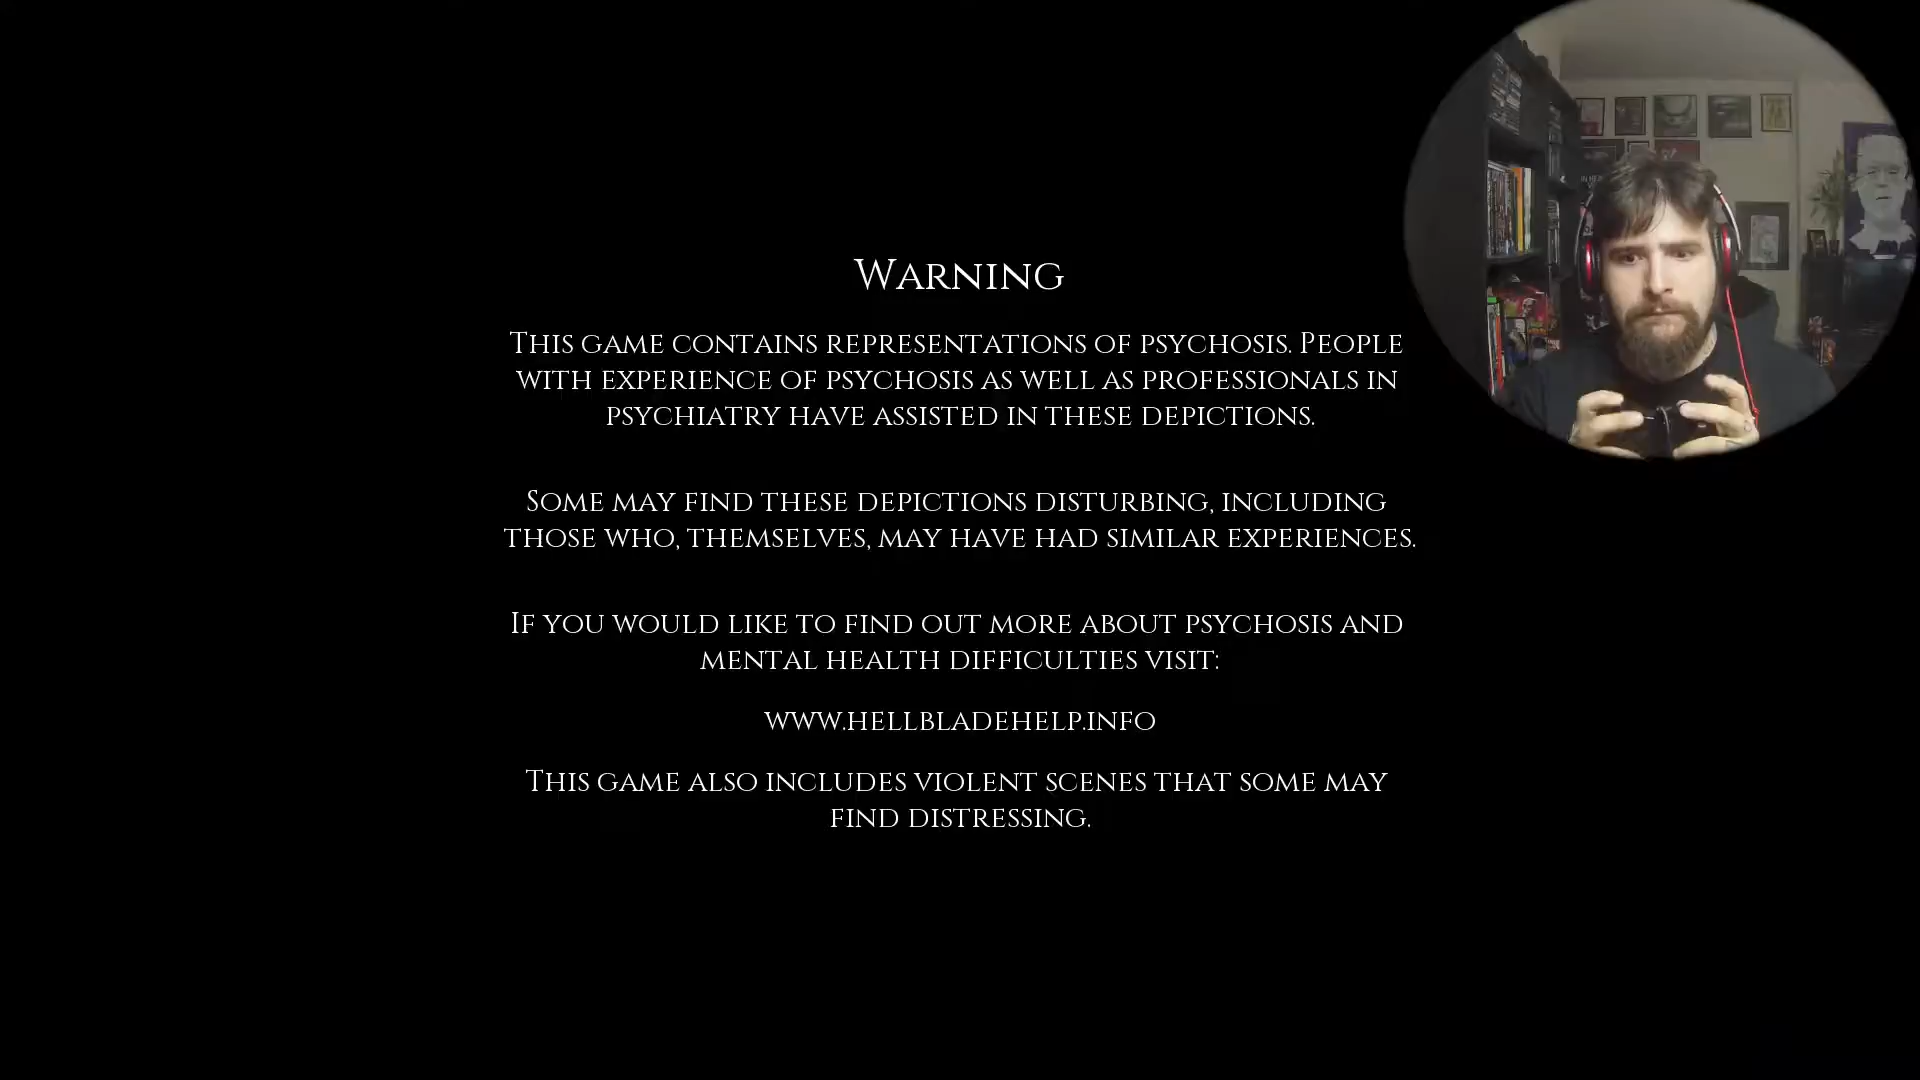 Warning
This game contains representations of psychosis. People
with experience of psychosis as well as professionals in
psychiatry have assisted in these depictions.
Some may find these depictions disturbing, including
those who, themselves, may have had similar experiences.
If you would like to find out more about psychosis and
mental health difficulties visit:
www.hellbladehelp.info
This game also includes violent scenes that some may
find distressing.